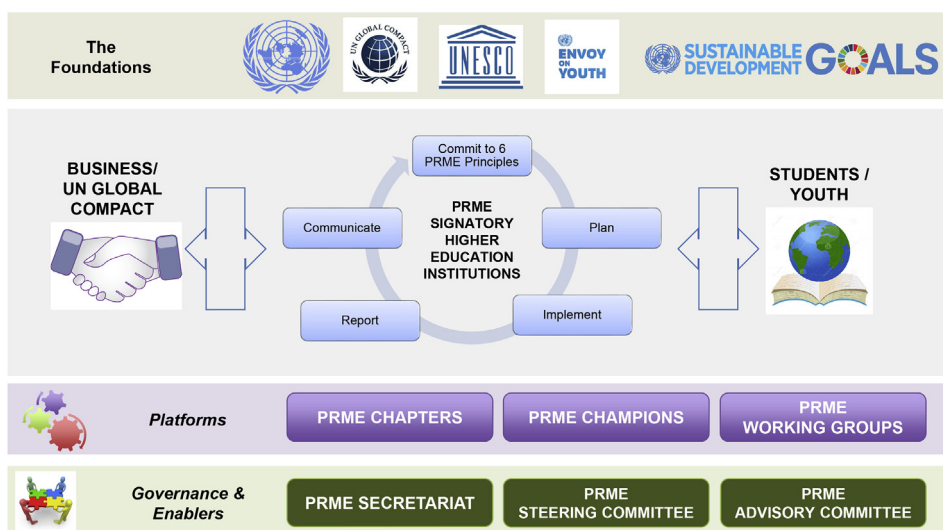 The
Foundations
UN GLOBAL COMPACT
UNESCO
ENVOY
ON
YOUTH
SUSTAINABLE
DEVELOPMENT
GOALS
BUSINESS/
UN GLOBAL
COMPACT
Commit to 6
PRME Principles
Communicate
PRME
SIGNATORY
HIGHER
EDUCATION
INSTITUTIONS
Plan
Report
Implement
STUDENTS /
YOUTH
Platforms
PRME CHAPTERS
PRME CHAMPIONS
PRME
WORKING GROUPS
Governance &
Enablers
PRME SECRETARIAT
PRME
STEERING COMMITTEE
PRME
ADVISORY COMMITTEE